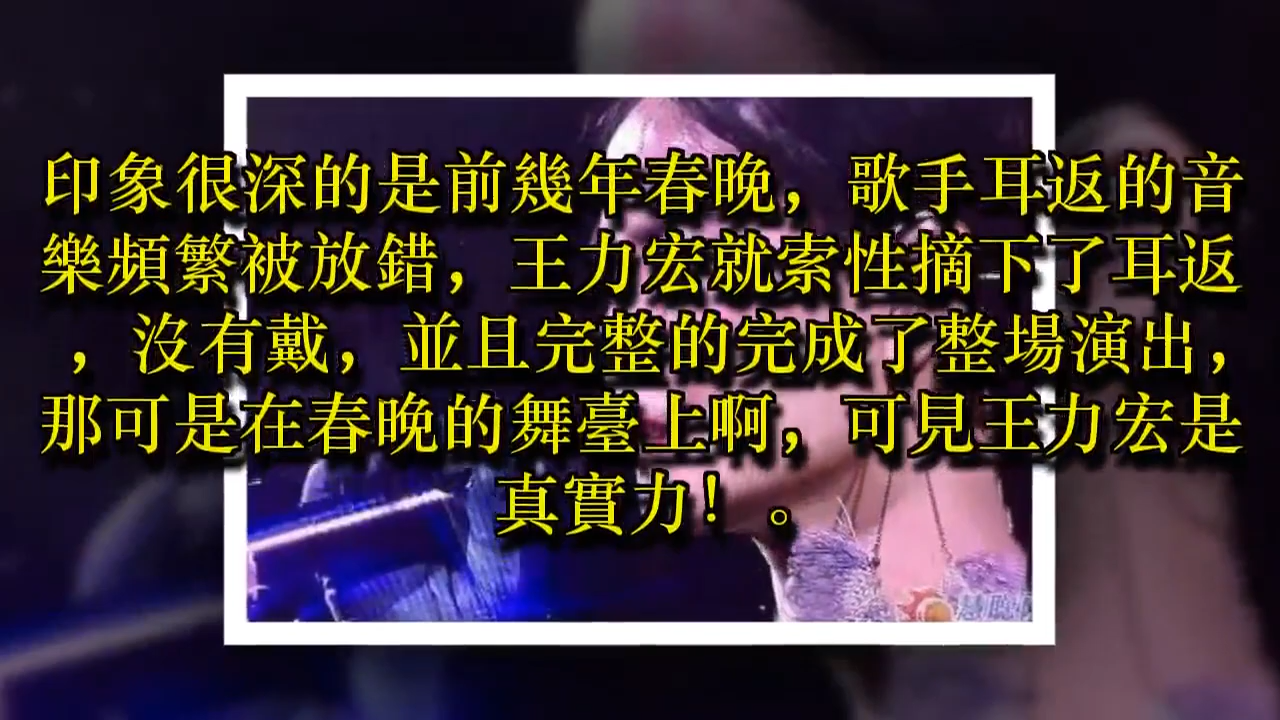 印象很深的是前幾年春晚，歌手耳返的音
樂頻繁被放錯，王力宏就索性摘下了耳返
，沒有戴，並且完整的完成了整場演出，
那可是在春晚的舞臺上啊，可見王力宏是
真實力！。